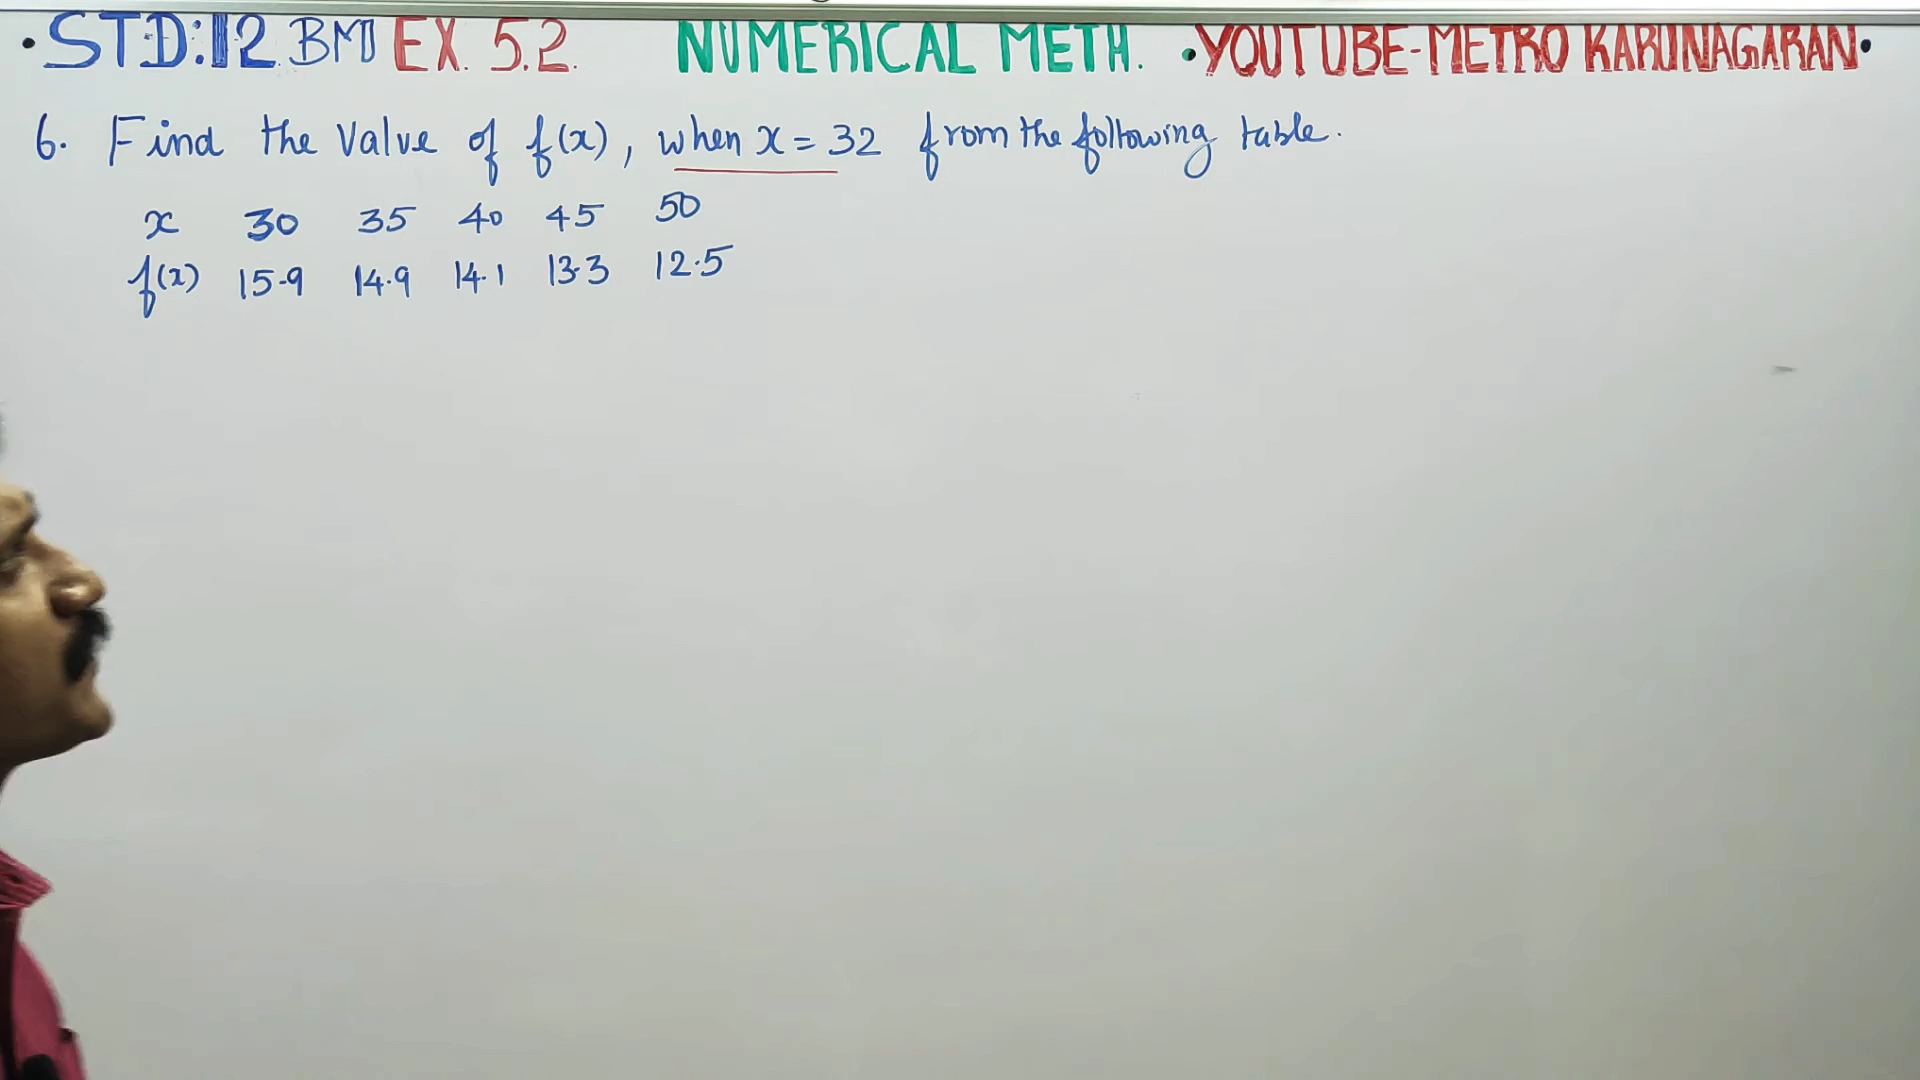 • STD:12 BM EX. 5.2. NUMERICAL METH. • YOUTUBE-METRO KARUNAGARAN •
6. Find the Value of f(x), when x = 32 from the following table.
x 30 35 40 45 50
f(x) 15.9 14.9 14.1 13.3 12.5